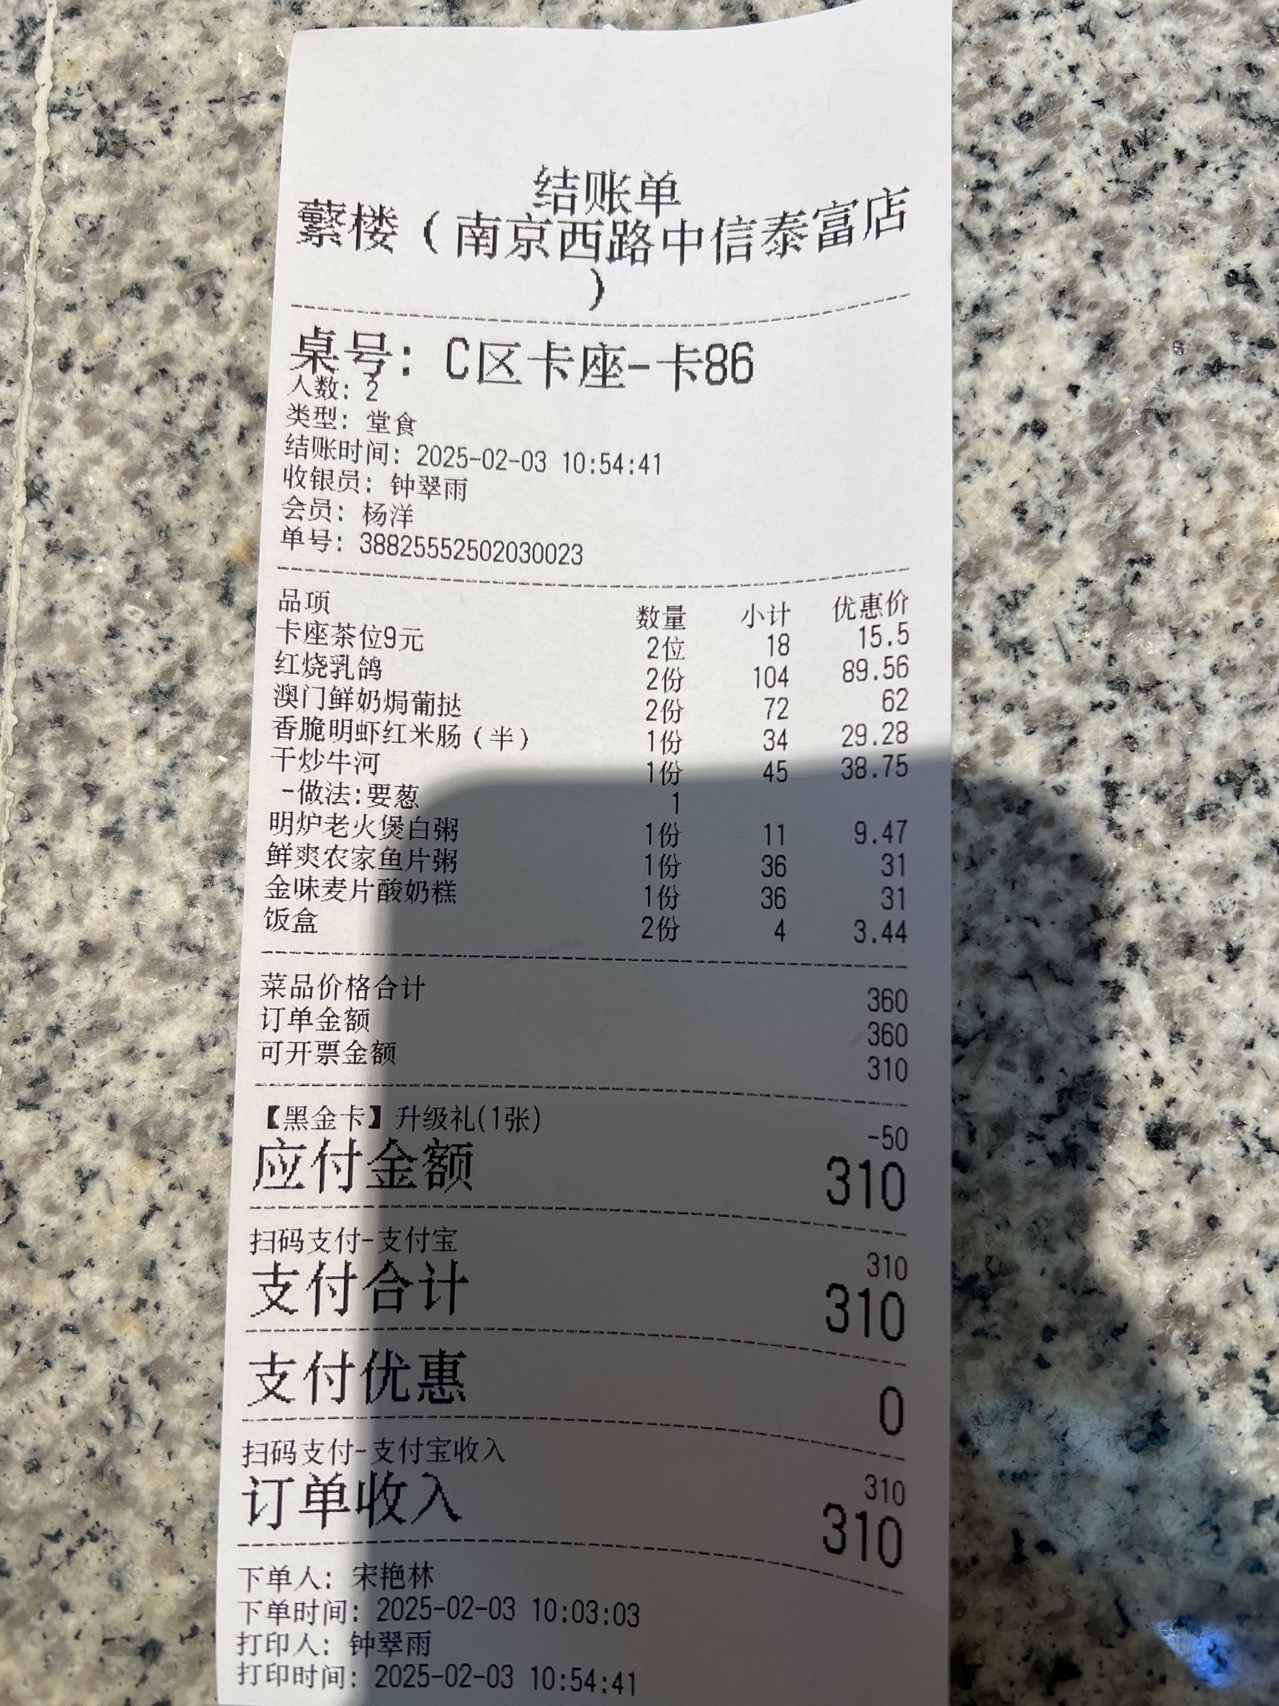 结账单
蘩楼（南京西路中信泰富店
）
桌号: C区卡座-卡86
人数: 2
类型: 堂食
结账时间: 2025-02-03 10:54:41
收银员: 钟翠雨
会员: 杨洋
单号: 38825552502030023
品项 数量 小计 优惠价
卡座茶位9元 2位 18 15.5
红烧乳鸽 2份 104 89.56
澳门鲜奶焗葡挞 2份 72 62
香脆明虾红米肠（半） 1份 34 29.28
干炒牛河 1份 45 38.75
-做法:要葱 1
明炉老火煲白粥 1份 11 9.47
鲜爽农家鱼片粥 1份 36 31
金味麦片酸奶糕 1份 36 31
饭盒 2份 4 3.44
菜品价格合计 360
订单金额 360
可开票金额 310
【黑金卡】升级礼(1张) -50
应付金额 310
扫码支付-支付宝 310
支付合计 310
支付优惠 0
扫码支付-支付宝收入 310
订单收入 310
下单人: 宋艳林
下单时间: 2025-02-03 10:03:03
打印人: 钟翠雨
打印时间: 2025-02-03 10:54:41